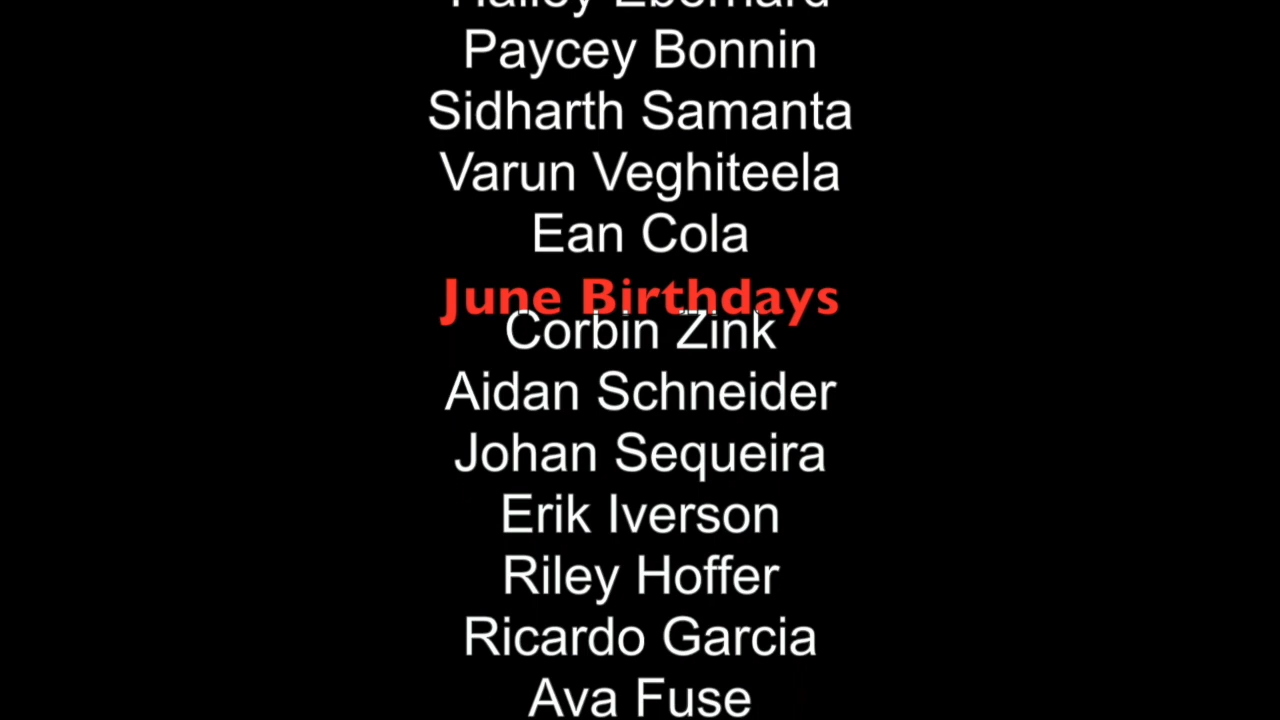 Hailey Eberhard
Paycey Bonnin
Sidharth Samanta
Varun Veghiteela
Ean Cola
June Birthdays
Corbin Zink
Aidan Schneider
Johan Sequeira
Erik Iverson
Riley Hoffer
Ricardo Garcia
Ava Fuse